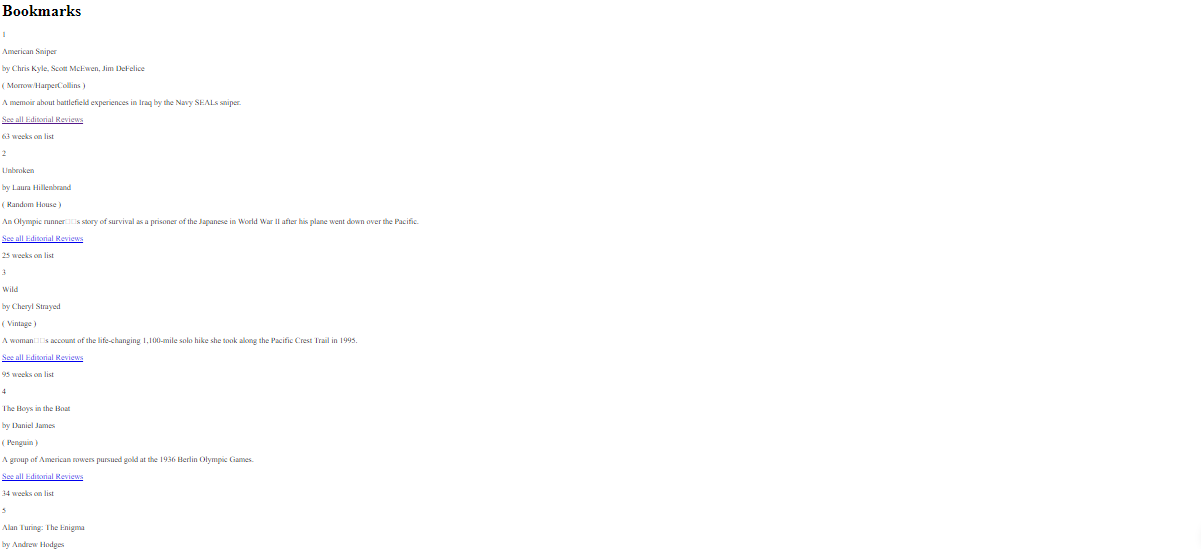 Bookmarks
1
American Sniper
by Chris Kyle, Scott McEwen, Jim DeFelice
( Morrow/HarperCollins )
A memoir about battlefield experiences in Iraq by the Navy SEALs sniper.
See all Editorial Reviews
63 weeks on list
2
Unbroken
by Laura Hillenbrand
( Random House )
An Olympic runner□□□s story of survival as a prisoner of the Japanese in World War II after his plane went down over the Pacific.
See all Editorial Reviews
25 weeks on list
3
Wild
by Cheryl Strayed
( Vintage )
A woman□□□s account of the life-changing 1,100-mile solo hike she took along the Pacific Crest Trail in 1995.
See all Editorial Reviews
95 weeks on list
4
The Boys in the Boat
by Daniel James
( Penguin )
A group of American rowers pursued gold at the 1936 Berlin Olympic Games.
See all Editorial Reviews
34 weeks on list
5
Alan Turing: The Enigma
by Andrew Hodges